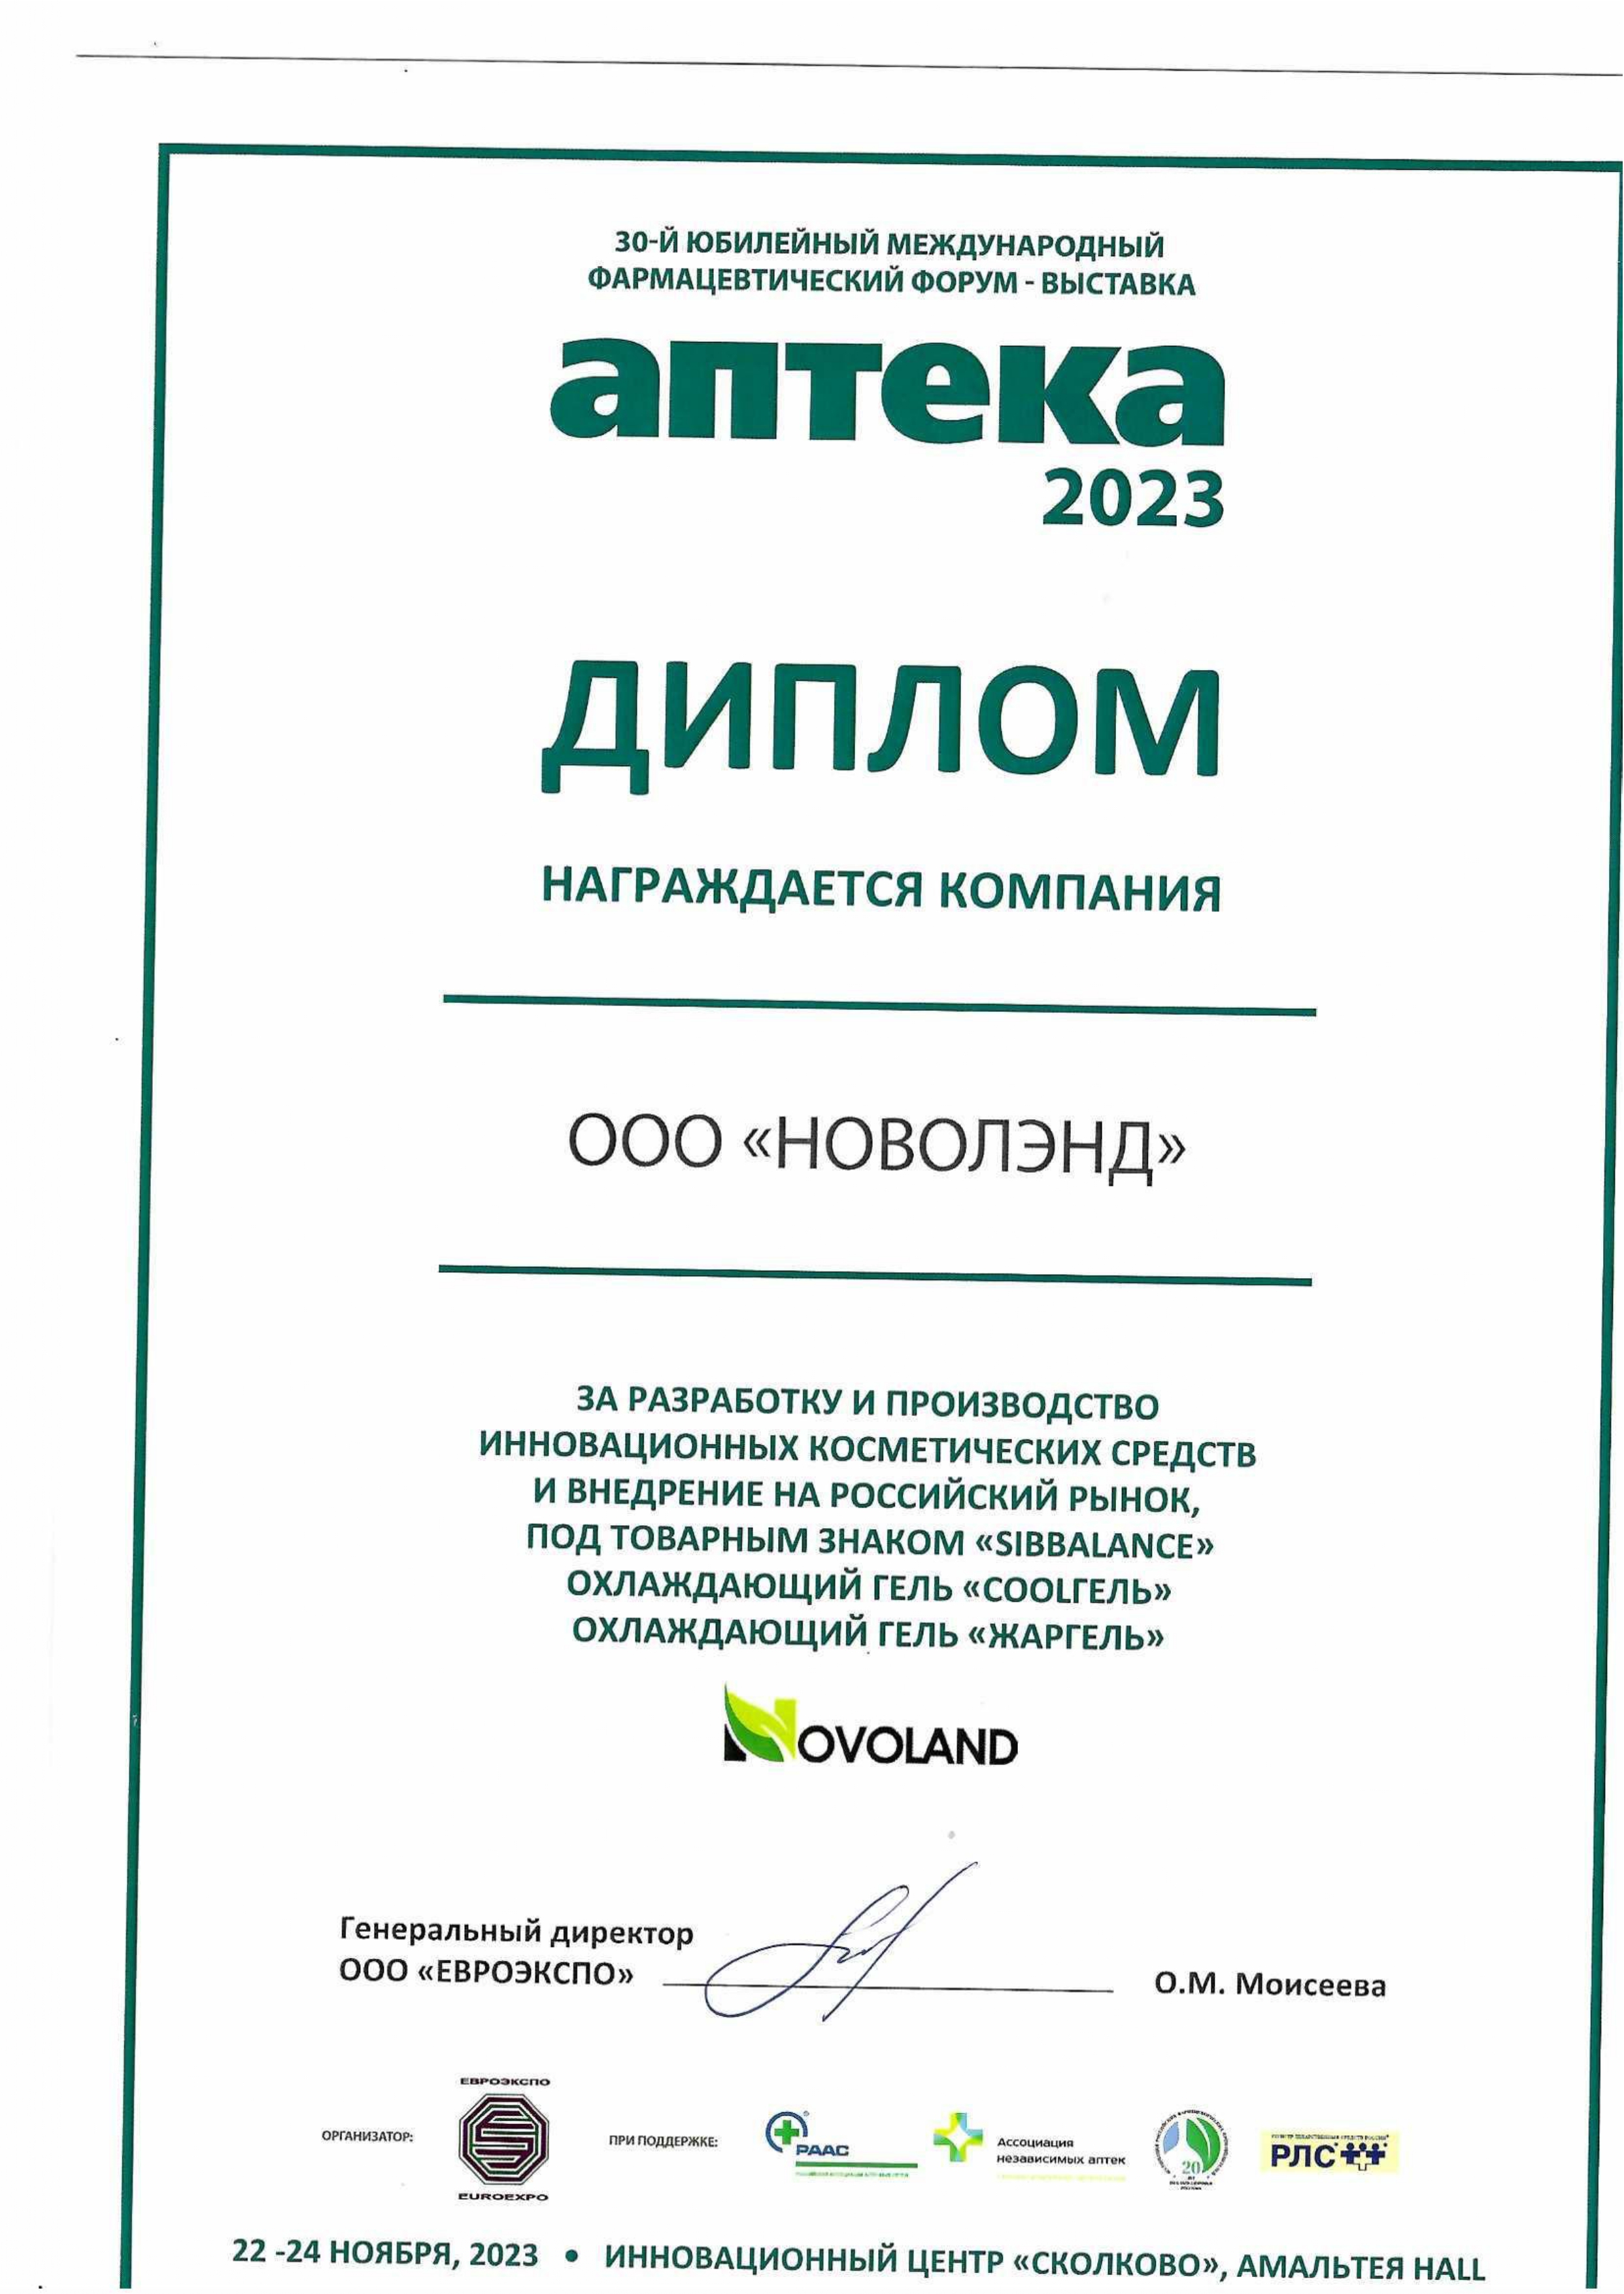 30-Й ЮБИЛЕЙНЫЙ МЕЖДУНАРОДНЫЙ
ФАРМАЦЕВТИЧЕСКИЙ ФОРУМ - ВЫСТАВКА
аптека
2023
ДИПЛОМ
НАГРАЖДАЕТСЯ КОМПАНИЯ
ООО «НОВОЛЭНД»
ЗА РАЗРАБОТКУ И ПРОИЗВОДСТВО
ИННОВАЦИОННЫХ КОСМЕТИЧЕСКИХ СРЕДСТВ
И ВНЕДРЕНИЕ НА РОССИЙСКИЙ РЫНОК,
ПОД ТОВАРНЫМ ЗНАКОМ «SIBBALANCE»
ОХЛАЖДАЮЩИЙ ГЕЛЬ «COOLГЕЛЬ»
ОХЛАЖДАЮЩИЙ ГЕЛЬ «ЖАРГЕЛЬ»
NOVOLAND
Генеральный директор
ООО «ЕВРОЭКСПО»
О.М. Моисеева
ЕВРОЭКСПО
ОРГАНИЗАТОР:
EUROEXPO
ПРИ ПОДДЕРЖКЕ:
РААС
Ассоциация
независимых аптек
20
РЛС
22 -24 НОЯБРЯ, 2023 • ИННОВАЦИОННЫЙ ЦЕНТР «СКОЛКОВО», АМАЛЬТЕЯ HALL